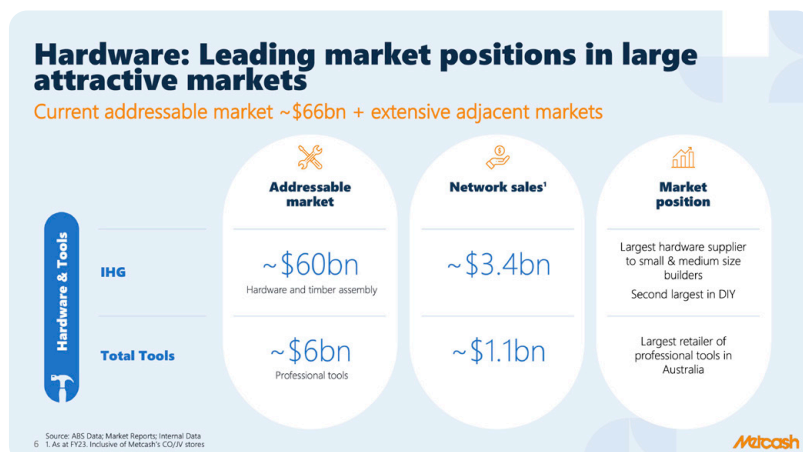 Hardware: Leading market positions in large
attractive markets
Current addressable market ~$66bn + extensive adjacent markets
Addressable
market
Network sales¹
Market
position
Hardware & Tools
IHG
~$60bn
Hardware and timber assembly
~$3.4bn
Largest hardware supplier
to small & medium size
builders
Second largest in DIY
Total Tools
~$6bn
Professional tools
~$1.1bn
Largest retailer of
professional tools in
Australia
Source: ABS Data; Market Reports; Internal Data
6 1. As at FY23. Inclusive of Metcash's CO/JV stores
Metcash